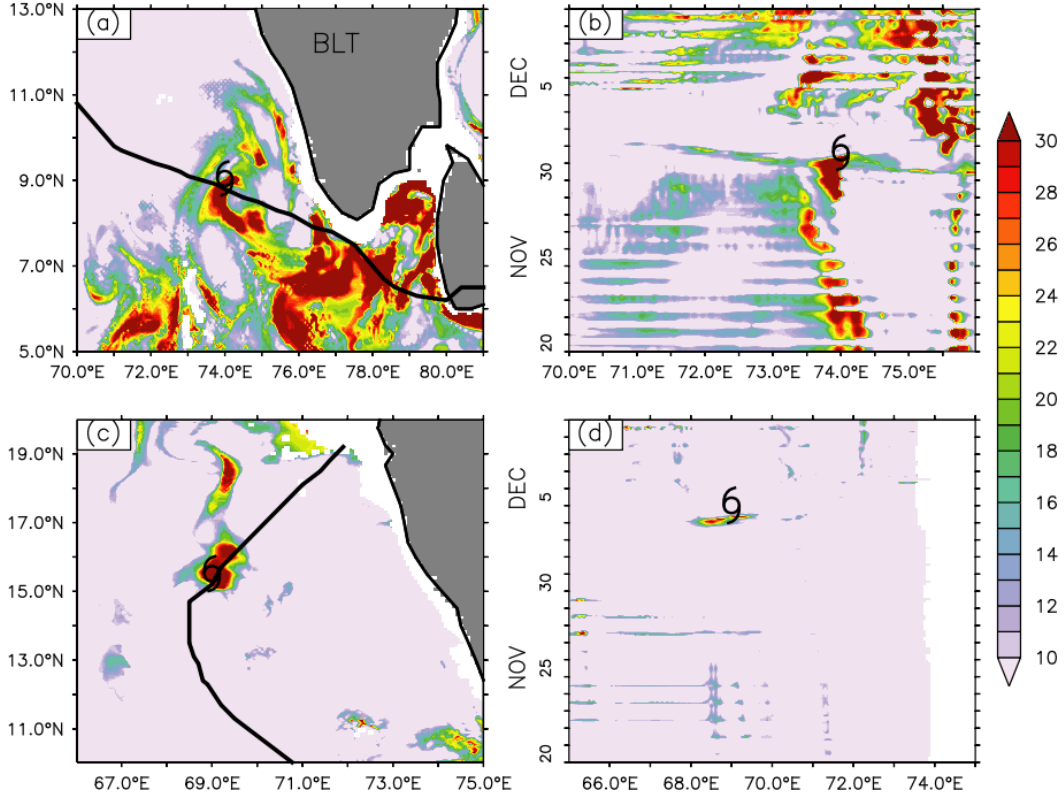 (a)
BLT
13.0°N
11.0°N
9.0°N
7.0°N
5.0°N
70.0°E 72.0°E 74.0°E 76.0°E 78.0°E 80.0°E
(b)
DEC
NOV
5
30
25
20
70.0°E 71.0°E 72.0°E 73.0°E 74.0°E 75.0°E
(c)
19.0°N
17.0°N
15.0°N
13.0°N
11.0°N
67.0°E 69.0°E 71.0°E 73.0°E 75.0°E
(d)
DEC
NOV
5
30
25
20
66.0°E 68.0°E 70.0°E 72.0°E 74.0°E
30
28
26
24
22
20
18
16
14
12
10